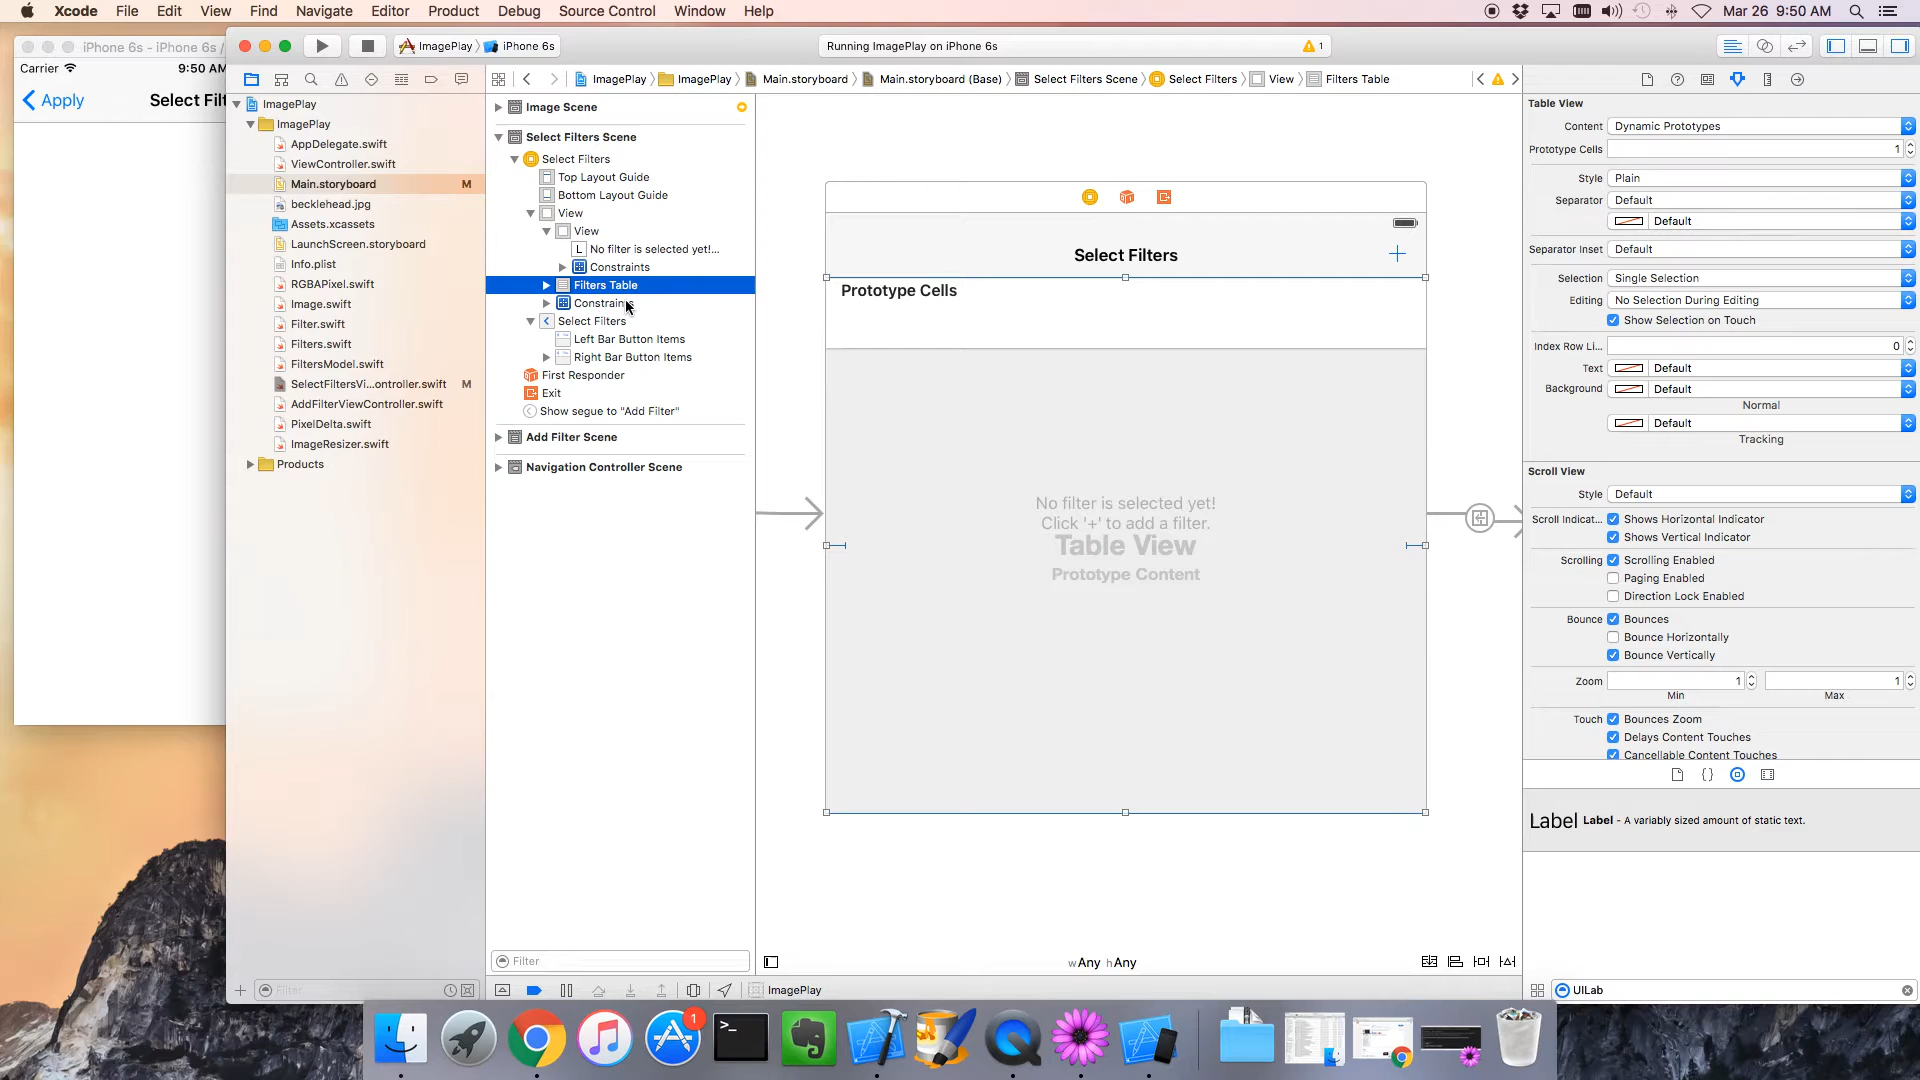 Xcode File Edit View Find Navigate Editor Product Debug Source Control Window Help Mar 26 9:50 AM
iPhone 6s - iPhone 6s /
Carrier 9:50 AM
Apply Select Filt
ImagePlay iPhone 6s
Running ImagePlay on iPhone 6s 1
ImagePlay
ImagePlay
AppDelegate.swift
ViewController.swift
Main.storyboard M
becklehead.jpg
Assets.xcassets
LaunchScreen.storyboard
Info.plist
RGBAPixel.swift
Image.swift
Filter.swift
Filters.swift
FiltersModel.swift
SelectFiltersVi...ontroller.swift M
AddFilterViewController.swift
PixelDelta.swift
ImageResizer.swift
Products
Filter
ImagePlay ImagePlay Main.storyboard Main.storyboard (Base) Select Filters Scene Select Filters View Filters Table
Image Scene
Select Filters Scene
Select Filters
Top Layout Guide
Bottom Layout Guide
View
View
L No filter is selected yet!...
Constraints
Filters Table
Constraints
Select Filters
Left Bar Button Items
Right Bar Button Items
First Responder
Exit
Show segue to "Add Filter"
Add Filter Scene
Navigation Controller Scene
Filter
Select Filters
Prototype Cells
No filter is selected yet!
Click '+' to add a filter.
Table View
Prototype Content
wAny hAny
ImagePlay
Table View
Content Dynamic Prototypes
Prototype Cells 1
Style Plain
Separator Default
Default
Separator Inset Default
Selection Single Selection
Editing No Selection During Editing
Show Selection on Touch
Index Row Li... 0
Text Default
Background Default
Normal
Default
Tracking
Scroll View
Style Default
Scroll Indicat... Shows Horizontal Indicator
Shows Vertical Indicator
Scrolling Scrolling Enabled
Paging Enabled
Direction Lock Enabled
Bounce Bounces
Bounce Horizontally
Bounce Vertically
Zoom 1 1
Min Max
Touch Bounces Zoom
Delays Content Touches
Cancellable Content Touches
Label Label - A variably sized amount of static text.
UILab
1